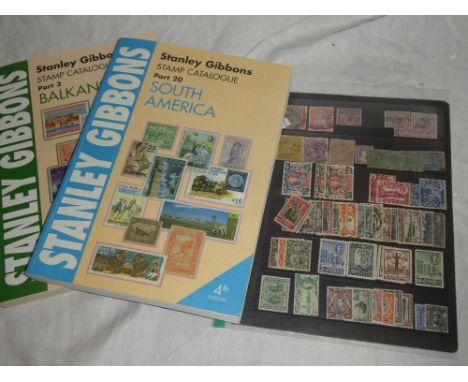 STANLEY GIBBONS
Stanley Gibbons
STAMP CATALOGUE
Part 3
BALKAN
STANLEY GIBBONS
Stanley Gibbons
STAMP CATALOGUE
Part 20
SOUTH
AMERICA
4th
EDITION